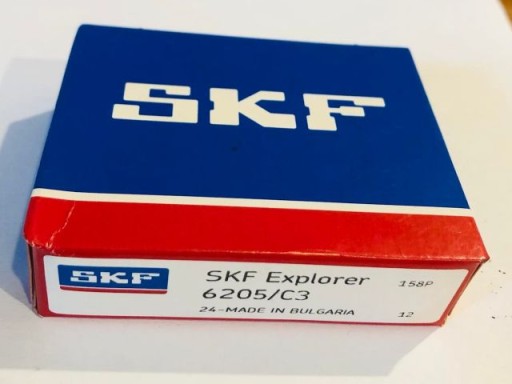 SKF
SKF
SKF Explorer
158P
6205/C3
24-MADE IN BULGARIA
12